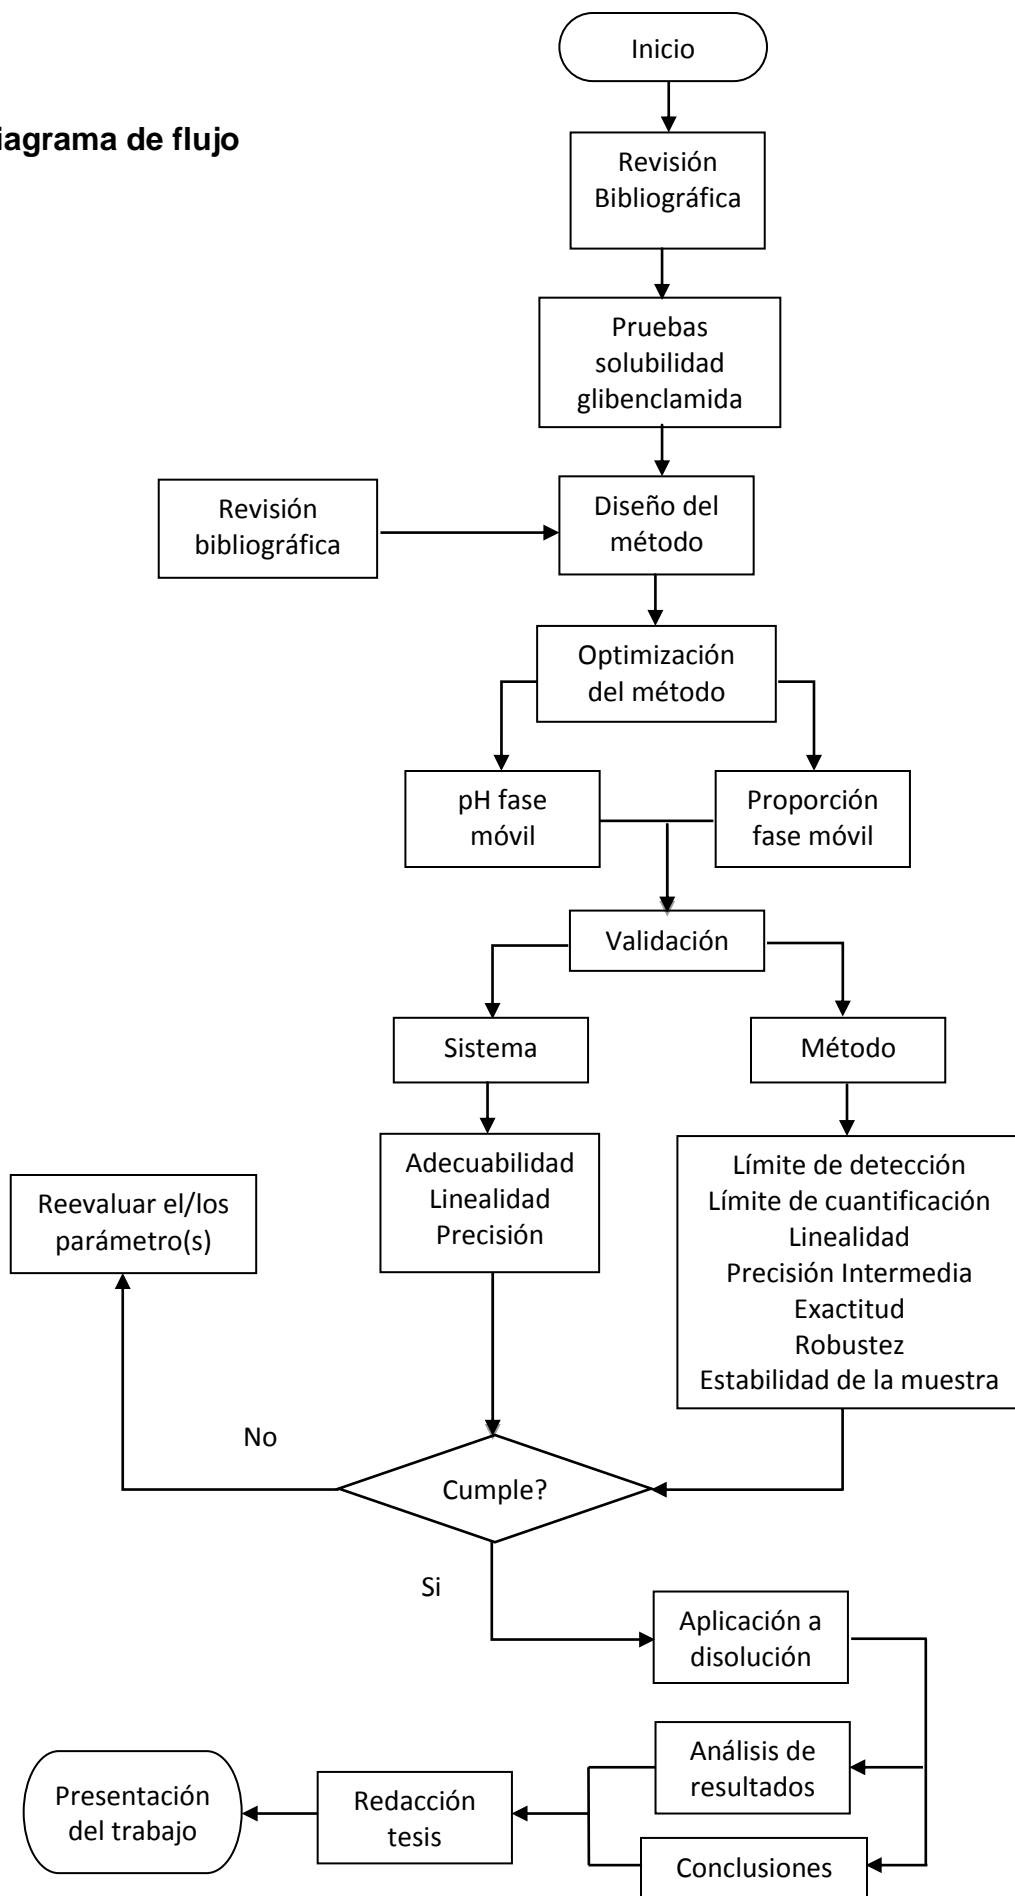 Inicio
iagrama de flujo
Revisión
Bibliográfica
Pruebas
solubilidad
glibenclamida
Revisión
bibliográfica
Diseño del
método
Optimización
del método
pH fase
móvil
Proporción
fase móvil
Validación
Sistema
Método
Adecuabilidad
Linealidad
Precisión
Límite de detección
Límite de cuantificación
Linealidad
Precisión Intermedia
Exactitud
Robustez
Estabilidad de la muestra
Reevaluar el/los
parámetro(s)
No
Cumple?
Si
Aplicación a
disolución
Análisis de
resultados
Presentación
del trabajo
Redacción
tesis
Conclusiones